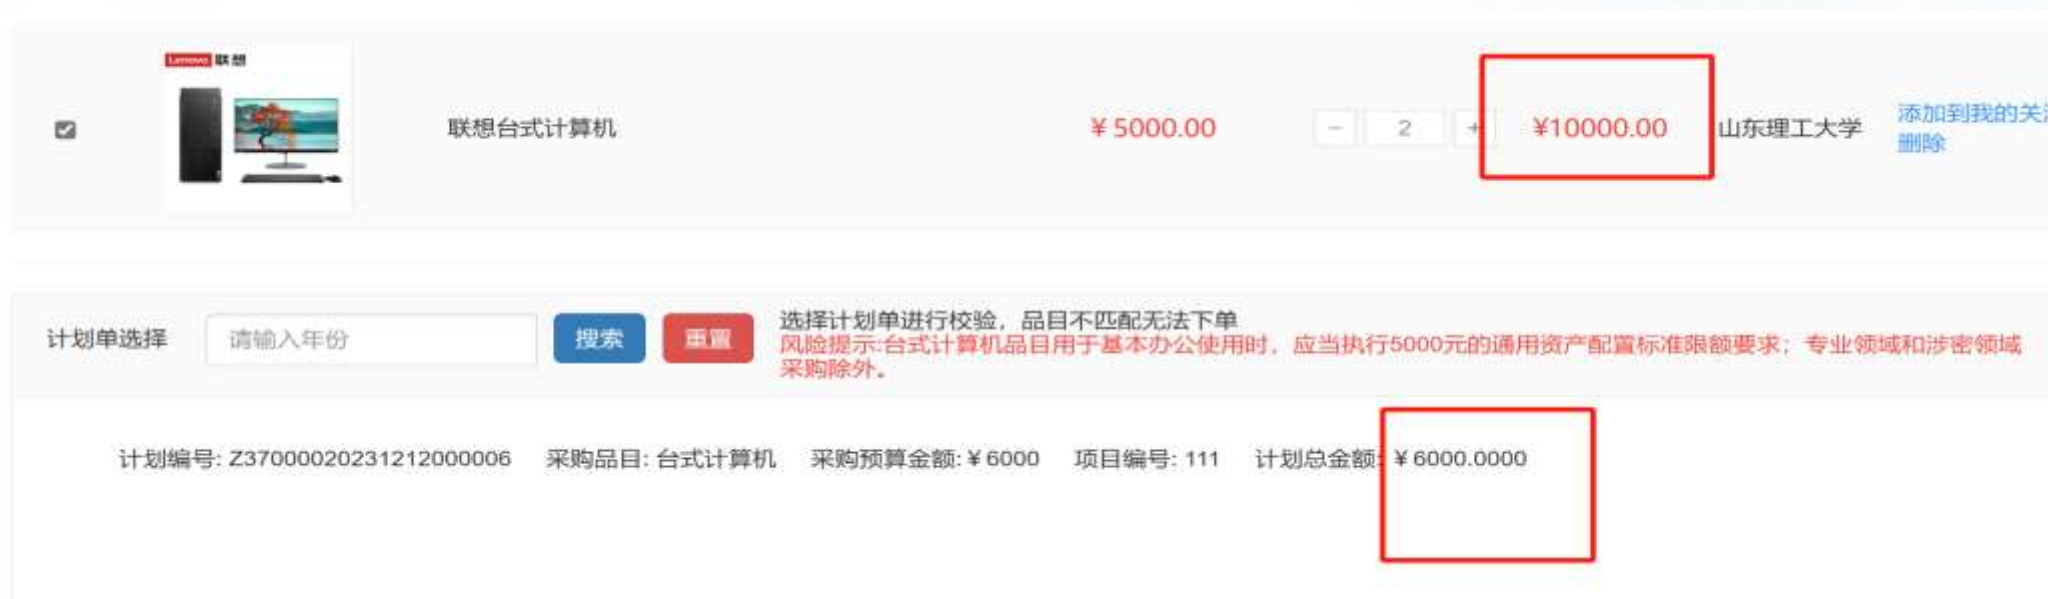 Lenovo 联想
联想台式计算机 ¥ 5000.00 - 2 + ¥10000.00 山东理工大学 添加到我的关
删除
计划单选择 请输入年份 搜索 重置 选择计划单进行校验，品目不匹配无法下单
风险提示:台式计算机品目用于基本办公使用时，应当执行5000元的通用资产配置标准限额要求；专业领域和涉密领域
采购除外。
计划编号: Z37000020231212000006 采购品目: 台式计算机 采购预算金额: ¥ 6000 项目编号: 111 计划总金额: ¥ 6000.0000